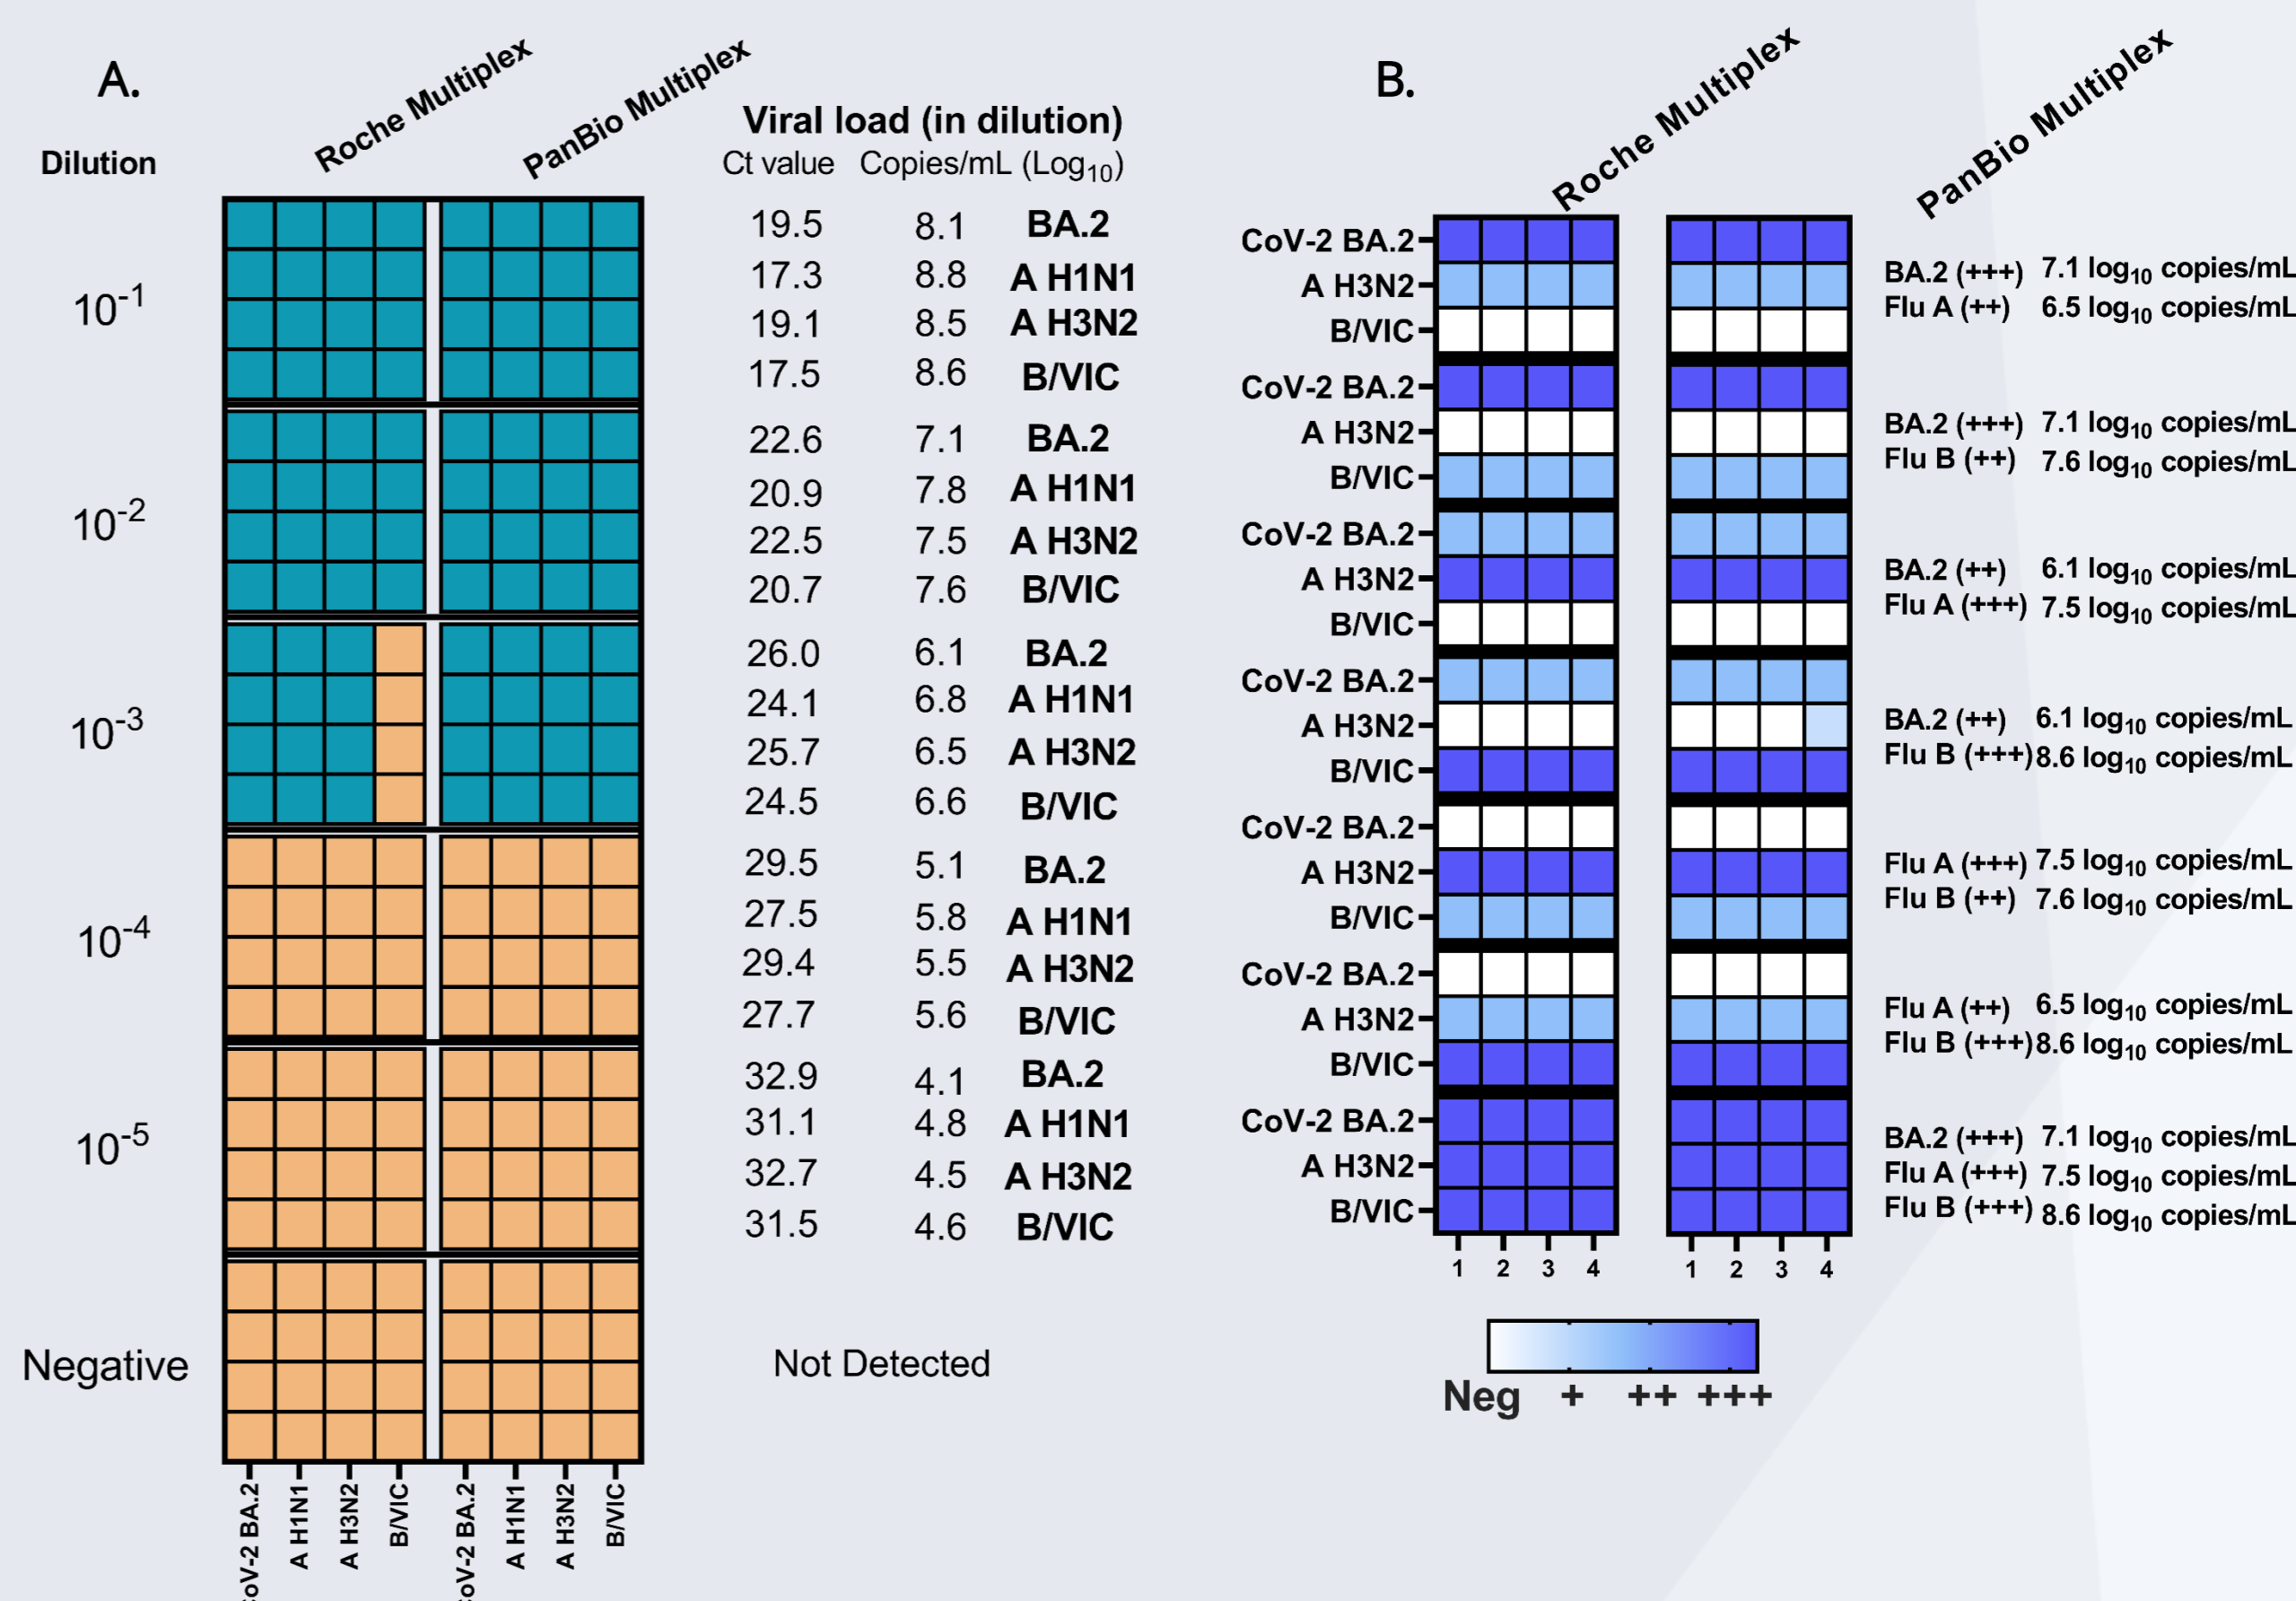 A.
Roche Multiplex
PanBio Multiplex
Dilution
Viral load (in dilution)
Ct value Copies/mL (Log10)
10-1
19.5 8.1 BA.2
17.3 8.8 A H1N1
19.1 8.5 A H3N2
17.5 8.6 B/VIC
10-2
22.6 7.1 BA.2
20.9 7.8 A H1N1
22.5 7.5 A H3N2
20.7 7.6 B/VIC
10-3
26.0 6.1 BA.2
24.1 6.8 A H1N1
25.7 6.5 A H3N2
24.5 6.6 B/VIC
10-4
29.5 5.1 BA.2
27.5 5.8 A H1N1
29.4 5.5 A H3N2
27.7 5.6 B/VIC
10-5
32.9 4.1 BA.2
31.1 4.8 A H1N1
32.7 4.5 A H3N2
31.5 4.6 B/VIC
Negative
Not Detected
oV-2 BA.2
A H1N1
A H3N2
B/VIC
oV-2 BA.2
A H1N1
A H3N2
B/VIC
B.
Roche Multiplex
PanBio Multiplex
CoV-2 BA.2
A H3N2
B/VIC
BA.2 (+++) 7.1 log10 copies/mL
Flu A (++) 6.5 log10 copies/mL
CoV-2 BA.2
A H3N2
B/VIC
BA.2 (+++) 7.1 log10 copies/mL
Flu B (++) 7.6 log10 copies/mL
CoV-2 BA.2
A H3N2
B/VIC
BA.2 (++) 6.1 log10 copies/mL
Flu A (+++) 7.5 log10 copies/mL
CoV-2 BA.2
A H3N2
B/VIC
BA.2 (++) 6.1 log10 copies/mL
Flu B (+++) 8.6 log10 copies/mL
CoV-2 BA.2
A H3N2
B/VIC
Flu A (+++) 7.5 log10 copies/mL
Flu B (++) 7.6 log10 copies/mL
CoV-2 BA.2
A H3N2
B/VIC
Flu A (++) 6.5 log10 copies/mL
Flu B (+++) 8.6 log10 copies/mL
CoV-2 BA.2
A H3N2
B/VIC
BA.2 (+++) 7.1 log10 copies/mL
Flu A (+++) 7.5 log10 copies/mL
Flu B (+++) 8.6 log10 copies/mL
1 2 3 4
1 2 3 4
Neg + ++ +++